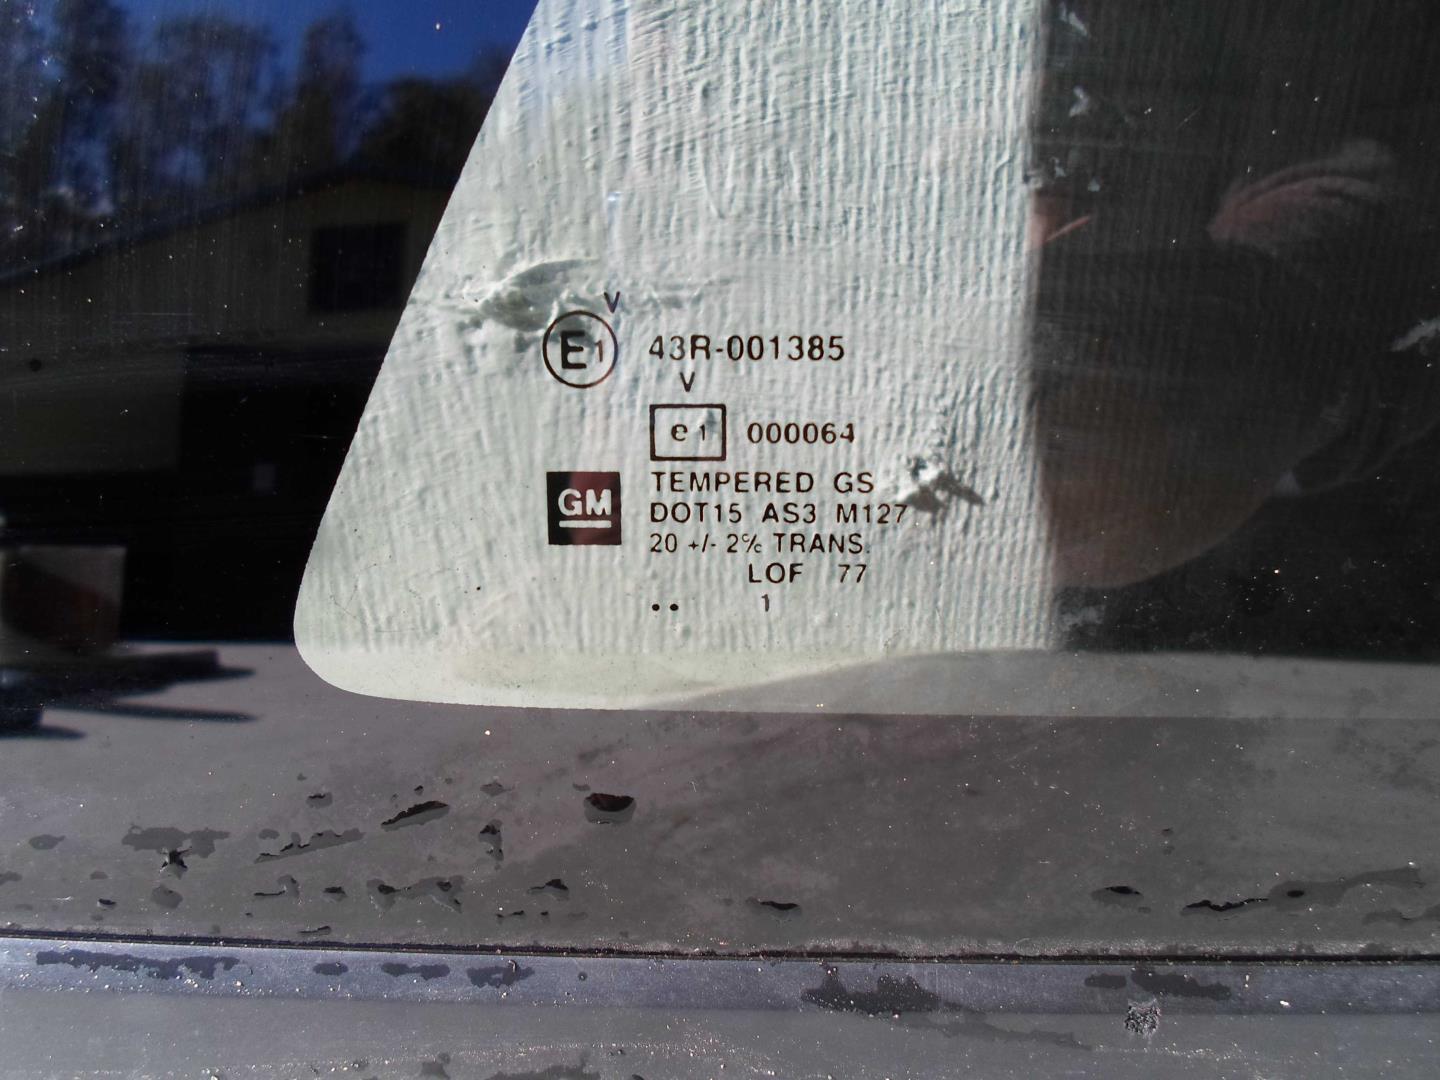 V
E1 43R-001385
V
e1 000064
GM
TEMPERED GS
DOT15 AS3 M127
20 +/- 2% TRANS.
LOF 77
.. 1